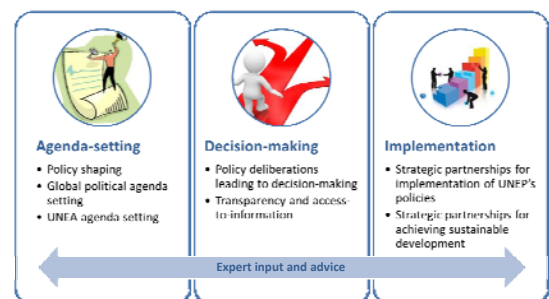 Agenda-setting
• Policy shaping
• Global political agenda
setting
• UNEA agenda setting
Decision-making
• Policy deliberations
leading to decision-making
• Transparency and access-
to-information
Implementation
• Strategic partnerships for
implementation of UNEP's
policies
• Strategic partnerships for
achieving sustainable
development
Expert input and advice